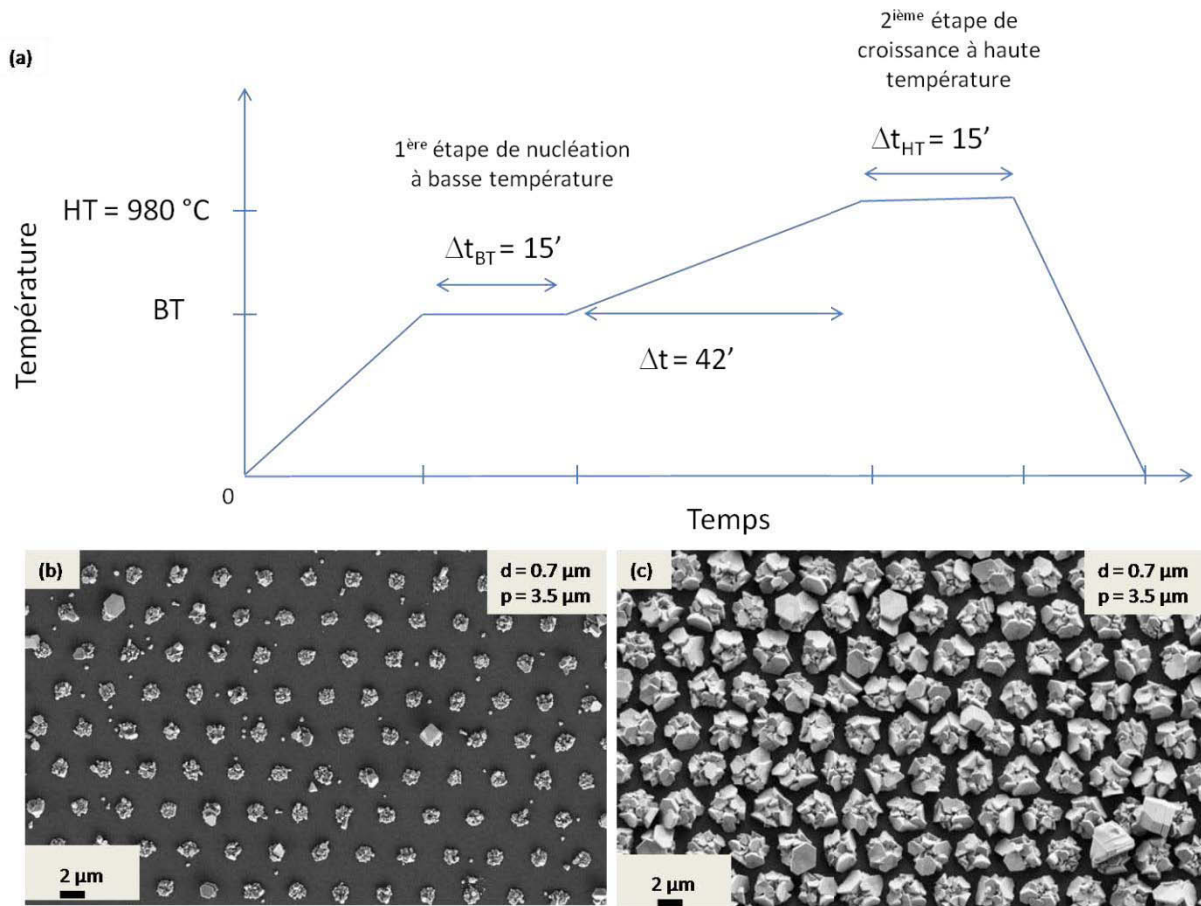 (a)
2ième étape de
croissance à haute
température
ΔtHT = 15’
1ère étape de nucléation
à basse température
HT = 980 °C
ΔtBT = 15’
Température
BT
Δt = 42’
0
Temps
(b)
d = 0.7 µm
p = 3.5 µm
2 µm
(c)
d = 0.7 µm
p = 3.5 µm
2 µm